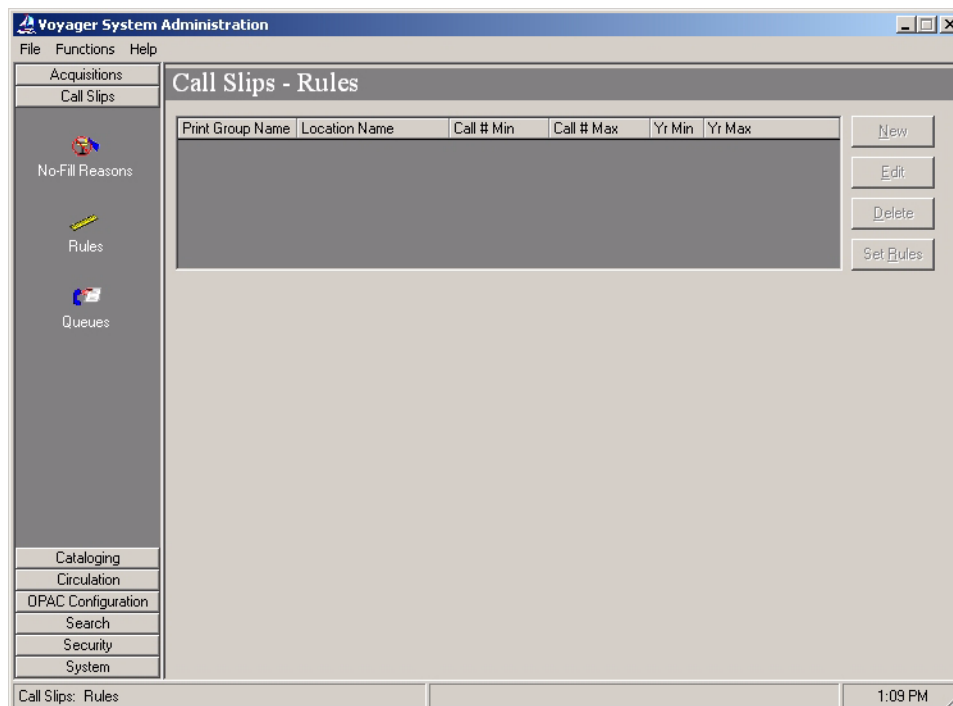 Voyager System Administration
File Functions Help
Acquisitions
Call Slips
No-Fill Reasons
Rules
Queues
Cataloging
Circulation
OPAC Configuration
Search
Security
System
Call Slips - Rules
Print Group Name Location Name Call # Min Call # Max Yr Min Yr Max
New
Edit
Delete
Set Rules
Call Slips: Rules
1:09 PM